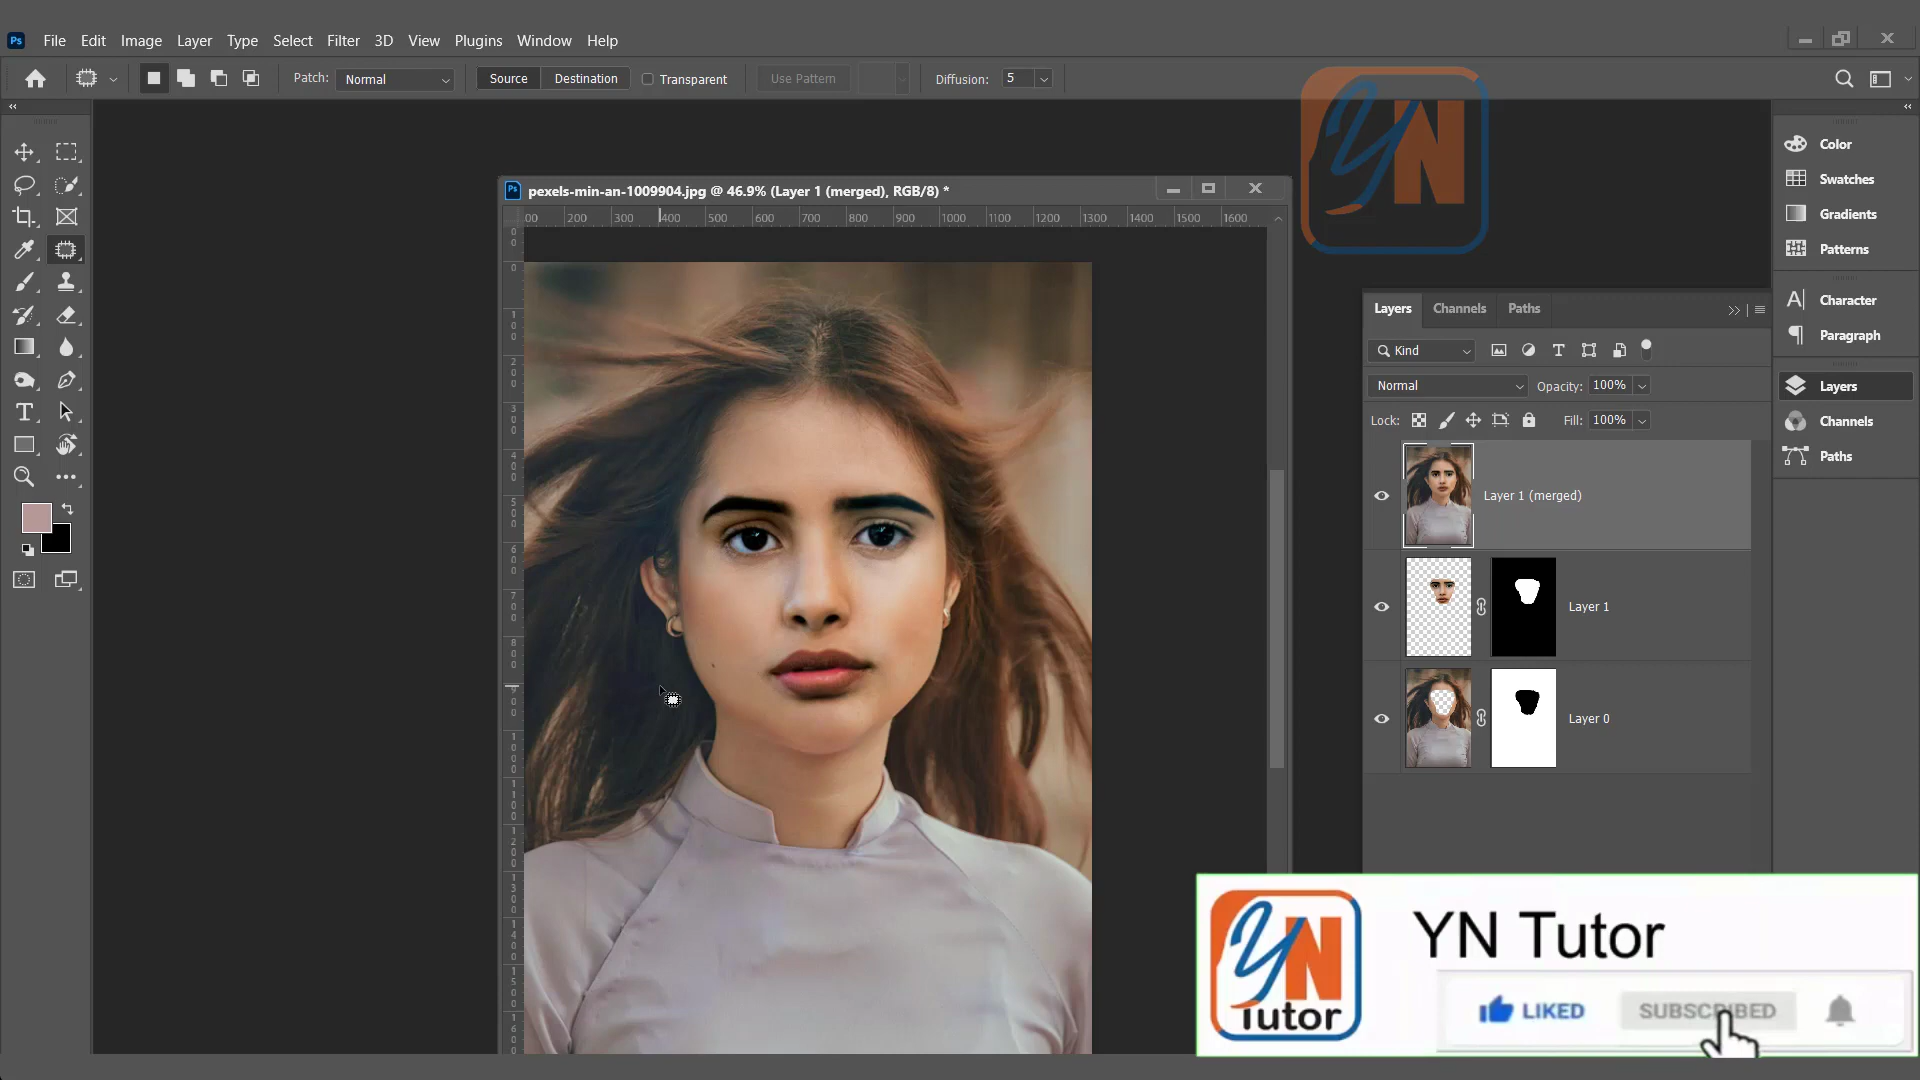 Ps File Edit Image Layer Type Select Filter 3D View Plugins Window Help
Patch: Normal Source Destination Transparent Use Pattern Diffusion: 5
YN
Ps pexels-min-an-1009904.jpg @ 46.9% (Layer 1 (merged), RGB/8) *
00 200 300 400 500 600 700 800 900 1000 1100 1200 1300 1400 1500 1600
Color
Swatches
Gradients
Patterns
Character
Paragraph
Layers
Channels
Paths
Layers Channels Paths
Kind
Normal Opacity: 100%
Lock: Fill: 100%
Layer 1 (merged)
Layer 1
Layer 0
YN Tutor
YN Tutor
LIKED SUBSCRIBED